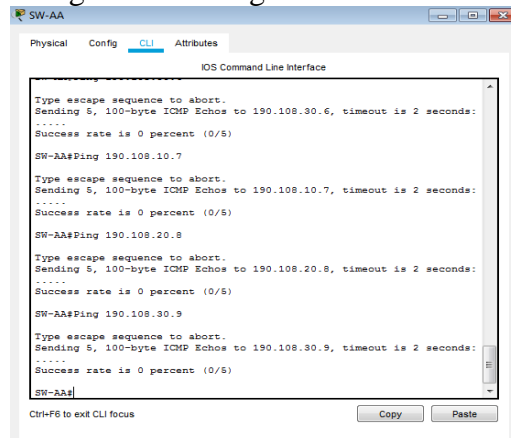 SW-AA
Physical Config CLI Attributes
IOS Command Line Interface
Type escape sequence to abort.
Sending 5, 100-byte ICMP Echos to 190.108.30.6, timeout is 2 seconds:
.....
Success rate is 0 percent (0/5)
SW-AA#Ping 190.108.10.7
Type escape sequence to abort.
Sending 5, 100-byte ICMP Echos to 190.108.10.7, timeout is 2 seconds:
.....
Success rate is 0 percent (0/5)
SW-AA#Ping 190.108.20.8
Type escape sequence to abort.
Sending 5, 100-byte ICMP Echos to 190.108.20.8, timeout is 2 seconds:
.....
Success rate is 0 percent (0/5)
SW-AA#Ping 190.108.30.9
Type escape sequence to abort.
Sending 5, 100-byte ICMP Echos to 190.108.30.9, timeout is 2 seconds:
.....
Success rate is 0 percent (0/5)
SW-AA#
Ctrl+F6 to exit CLI focus
Copy Paste